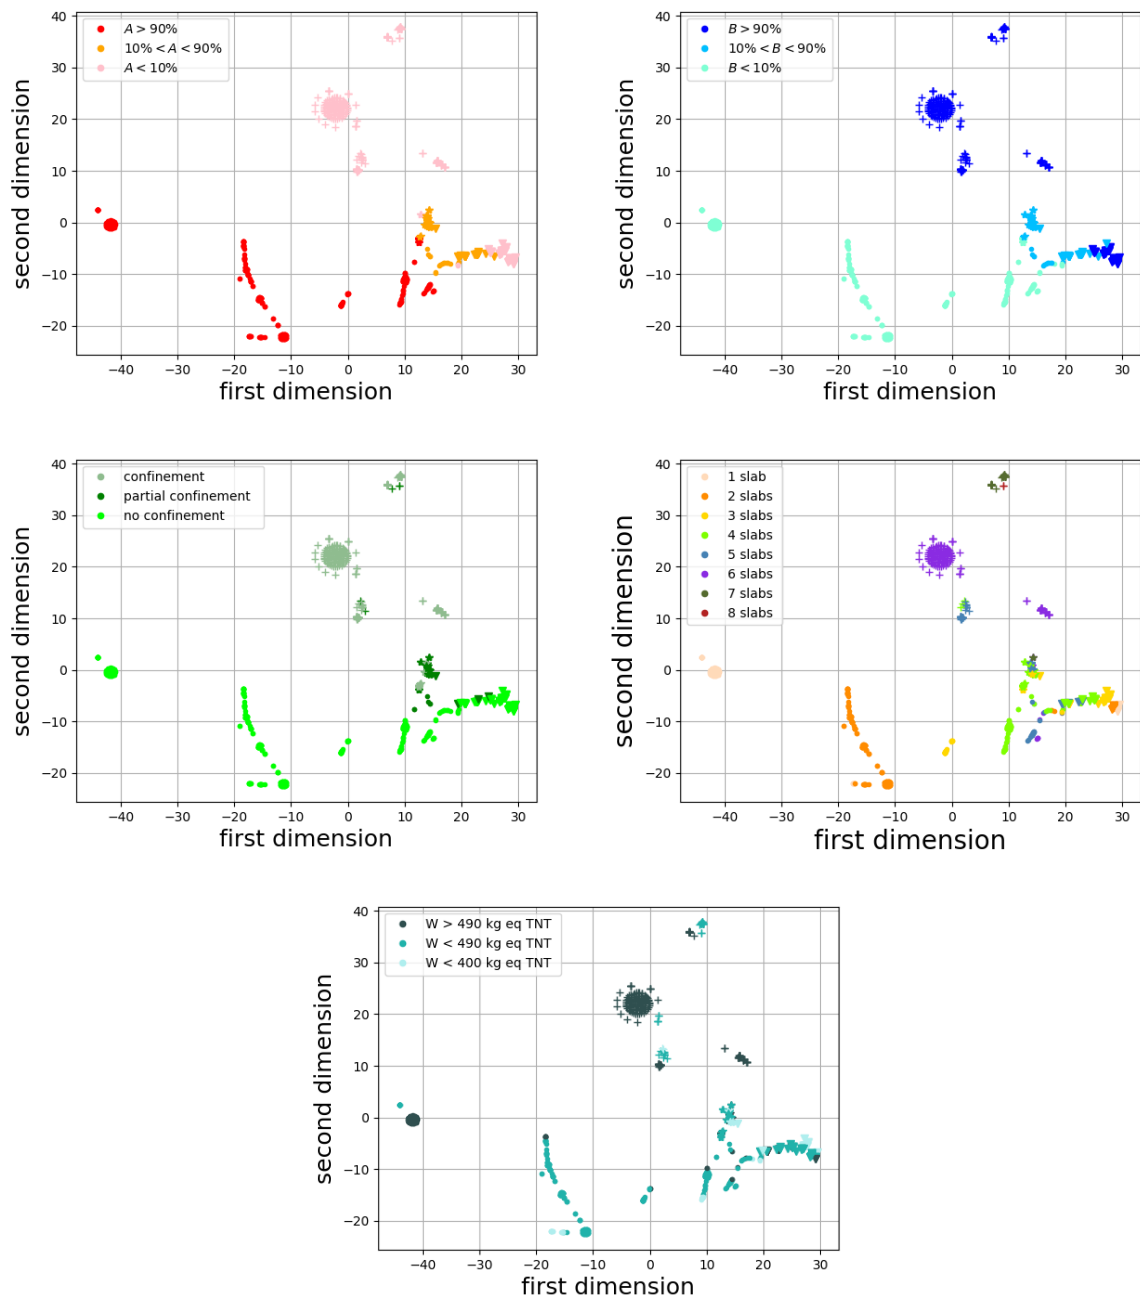 A > 90%
10% < A < 90%
A < 10%
40
30
20
10
0
−10
−20
second dimension
−40 −30 −20 −10 0 10 20 30
first dimension
B > 90%
10% < B < 90%
B < 10%
40
30
20
10
0
−10
−20
second dimension
−40 −30 −20 −10 0 10 20 30
first dimension
confinement
partial confinement
no confinement
40
30
20
10
0
−10
−20
second dimension
−40 −30 −20 −10 0 10 20 30
first dimension
1 slab
2 slabs
3 slabs
4 slabs
5 slabs
6 slabs
7 slabs
8 slabs
40
30
20
10
0
−10
−20
second dimension
−40 −30 −20 −10 0 10 20 30
first dimension
W > 490 kg eq TNT
W < 490 kg eq TNT
W < 400 kg eq TNT
40
30
20
10
0
−10
−20
second dimension
−40 −30 −20 −10 0 10 20 30
first dimension